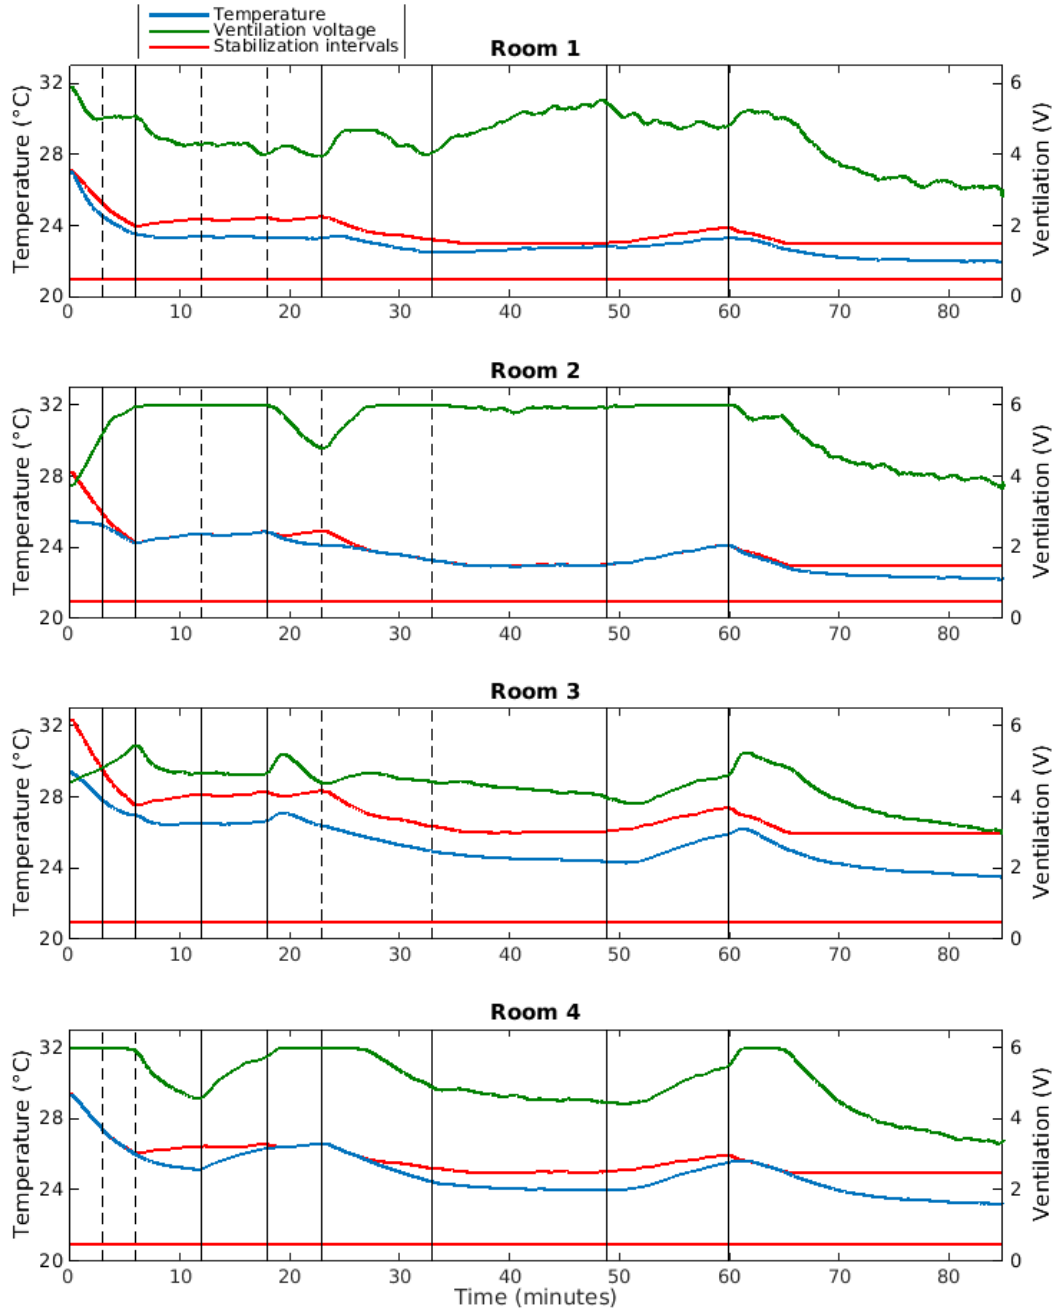 Temperature
Ventilation voltage
Stabilization intervals
Room 1
Temperature (°C)
32
28
24
20
6
4
2
0
Ventilation (V)
0 10 20 30 40 50 60 70 80
Room 2
Temperature (°C)
32
28
24
20
6
4
2
0
Ventilation (V)
0 10 20 30 40 50 60 70 80
Room 3
Temperature (°C)
32
28
24
20
6
4
2
0
Ventilation (V)
0 10 20 30 40 50 60 70 80
Room 4
Temperature (°C)
32
28
24
20
6
4
2
0
Ventilation (V)
0 10 20 30 40 50 60 70 80
Time (minutes)